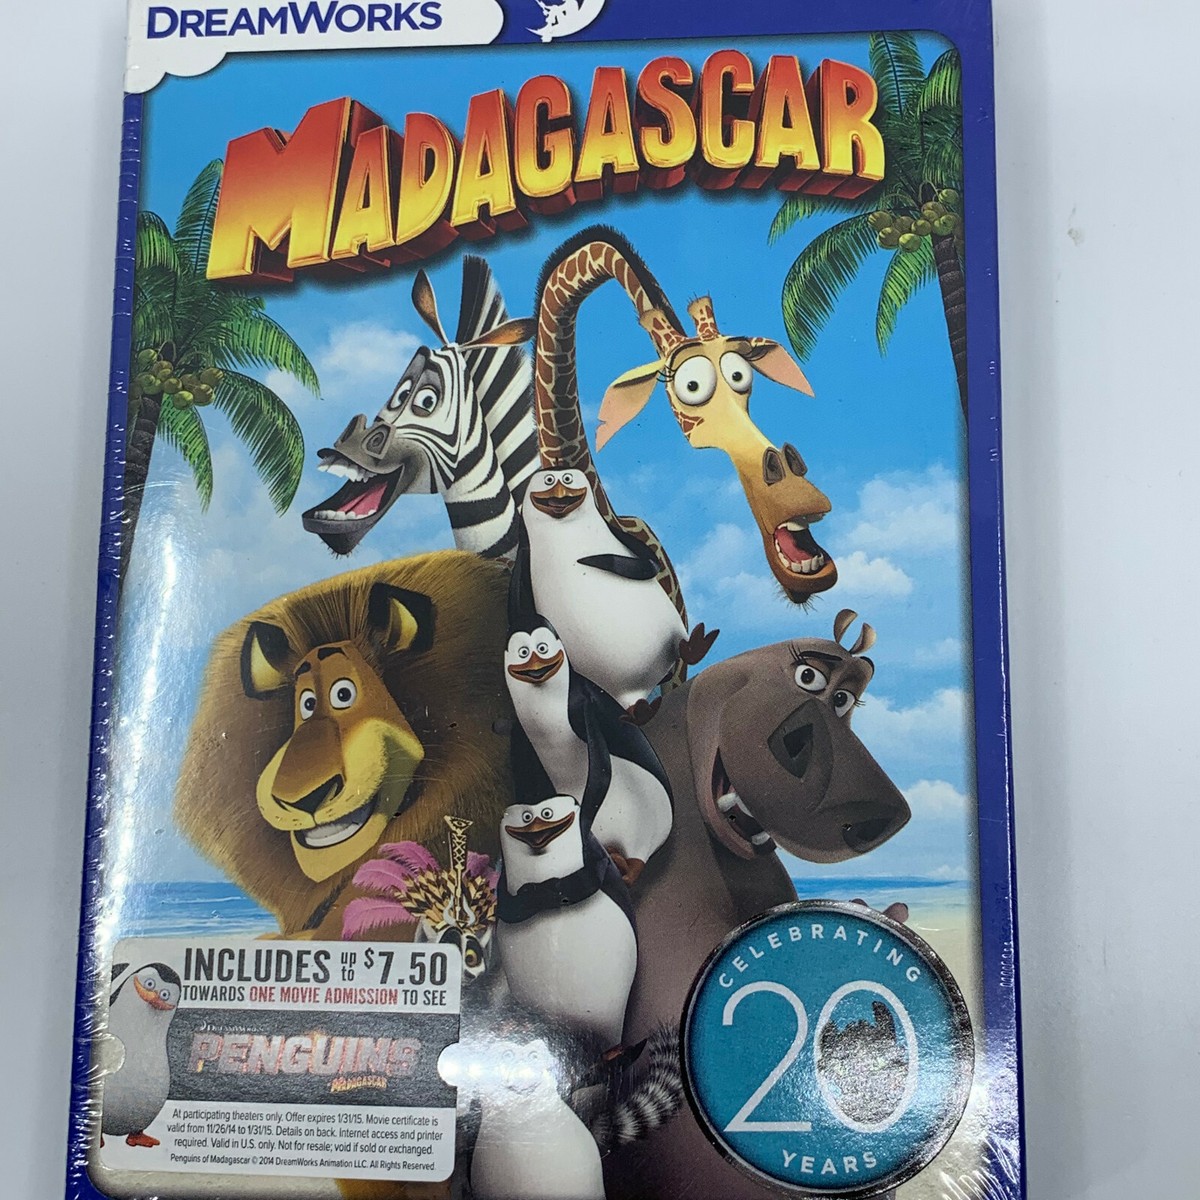 DREAMWORKS
MADAGASCAR
INCLUDES up to $7.50
TOWARDS ONE MOVIE ADMISSION TO SEE
DREAMWORKS
PENGUINS
MADAGASCAR
At participating theaters only. Offer expires 1/31/15. Movie certificate is
valid from 11/26/14 to 1/31/15. Details on back. Internet access and printer
required. Valid in U.S. only. Not for resale; void if sold or exchanged.
Penguins of Madagascar © 2014 DreamWorks Animation LLC. All Rights Reserved.
CELEBRATING
20
YEARS